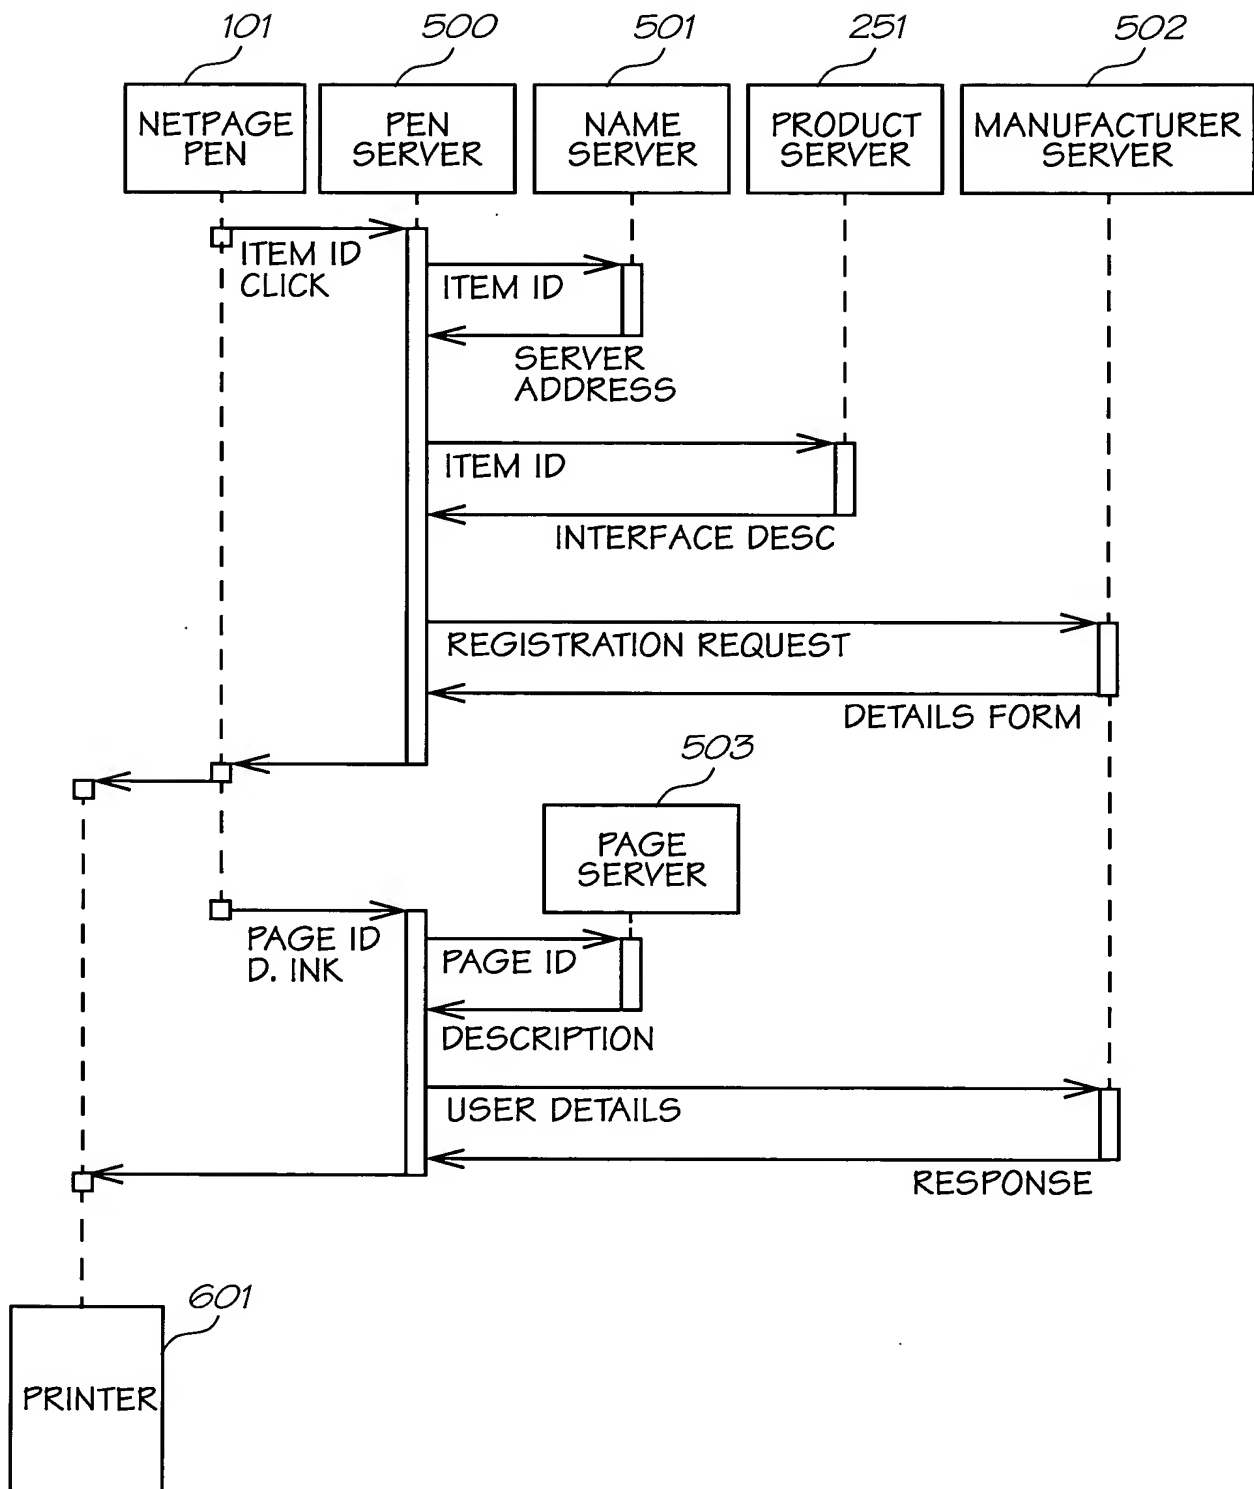 101
500
501
251
502
NETPAGE
PEN
PEN
SERVER
NAME
SERVER
PRODUCT
SERVER
MANUFACTURER
SERVER
ITEM ID
CLICK
ITEM ID
SERVER
ADDRESS
ITEM ID
INTERFACE DESC
REGISTRATION REQUEST
DETAILS FORM
503
PAGE
SERVER
PAGE ID
D. INK
PAGE ID
DESCRIPTION
USER DETAILS
RESPONSE
601
PRINTER